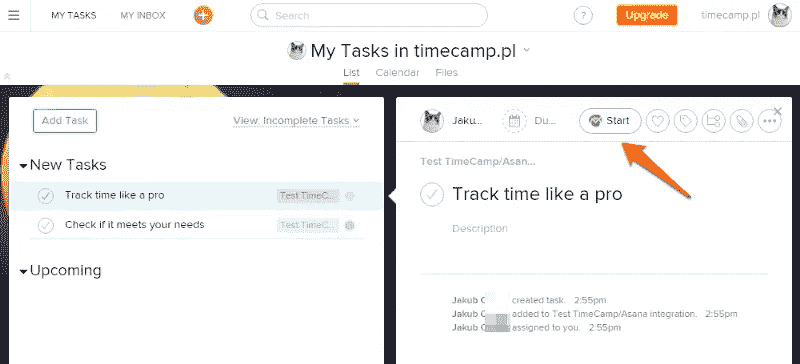 MY TASKS MY INBOX Search ? Upgrade timecamp.pl
My Tasks in timecamp.pl
List Calendar Files
Add Task View: Incomplete Tasks
New Tasks
Track time like a pro Test TimeC...
Check if it meets your needs Test TimeC...
Upcoming
Jaku... Du... Start
Test TimeCamp/Asan...
Track time like a pro
Description
Jakub created task. 2:55pm
Jakub added to Test TimeCamp/Asana integration. 2:55pm
Jakub assigned to you. 2:55pm